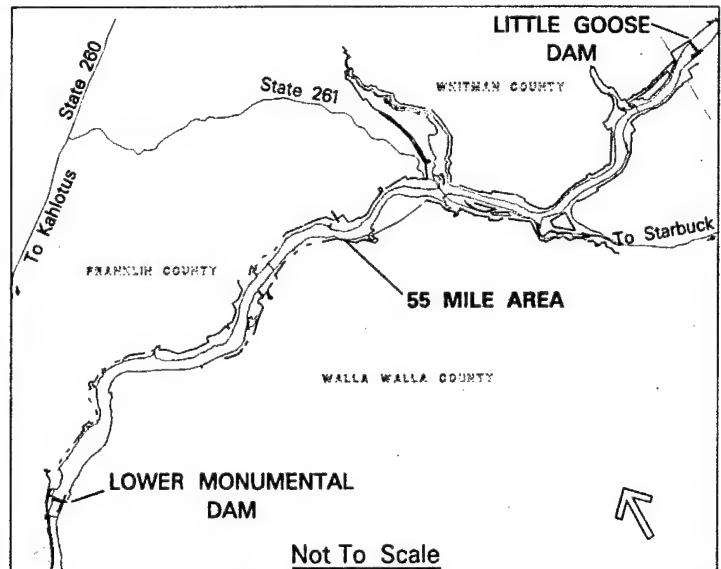 LITTLE GOOSE
DAM
State 260
State 261
WHITMAN COUNTY
To Kahlotus
To Starbuck
FRANKLIN COUNTY
55 MILE AREA
WALLA WALLA COUNTY
LOWER MONUMENTAL
DAM
Not To Scale